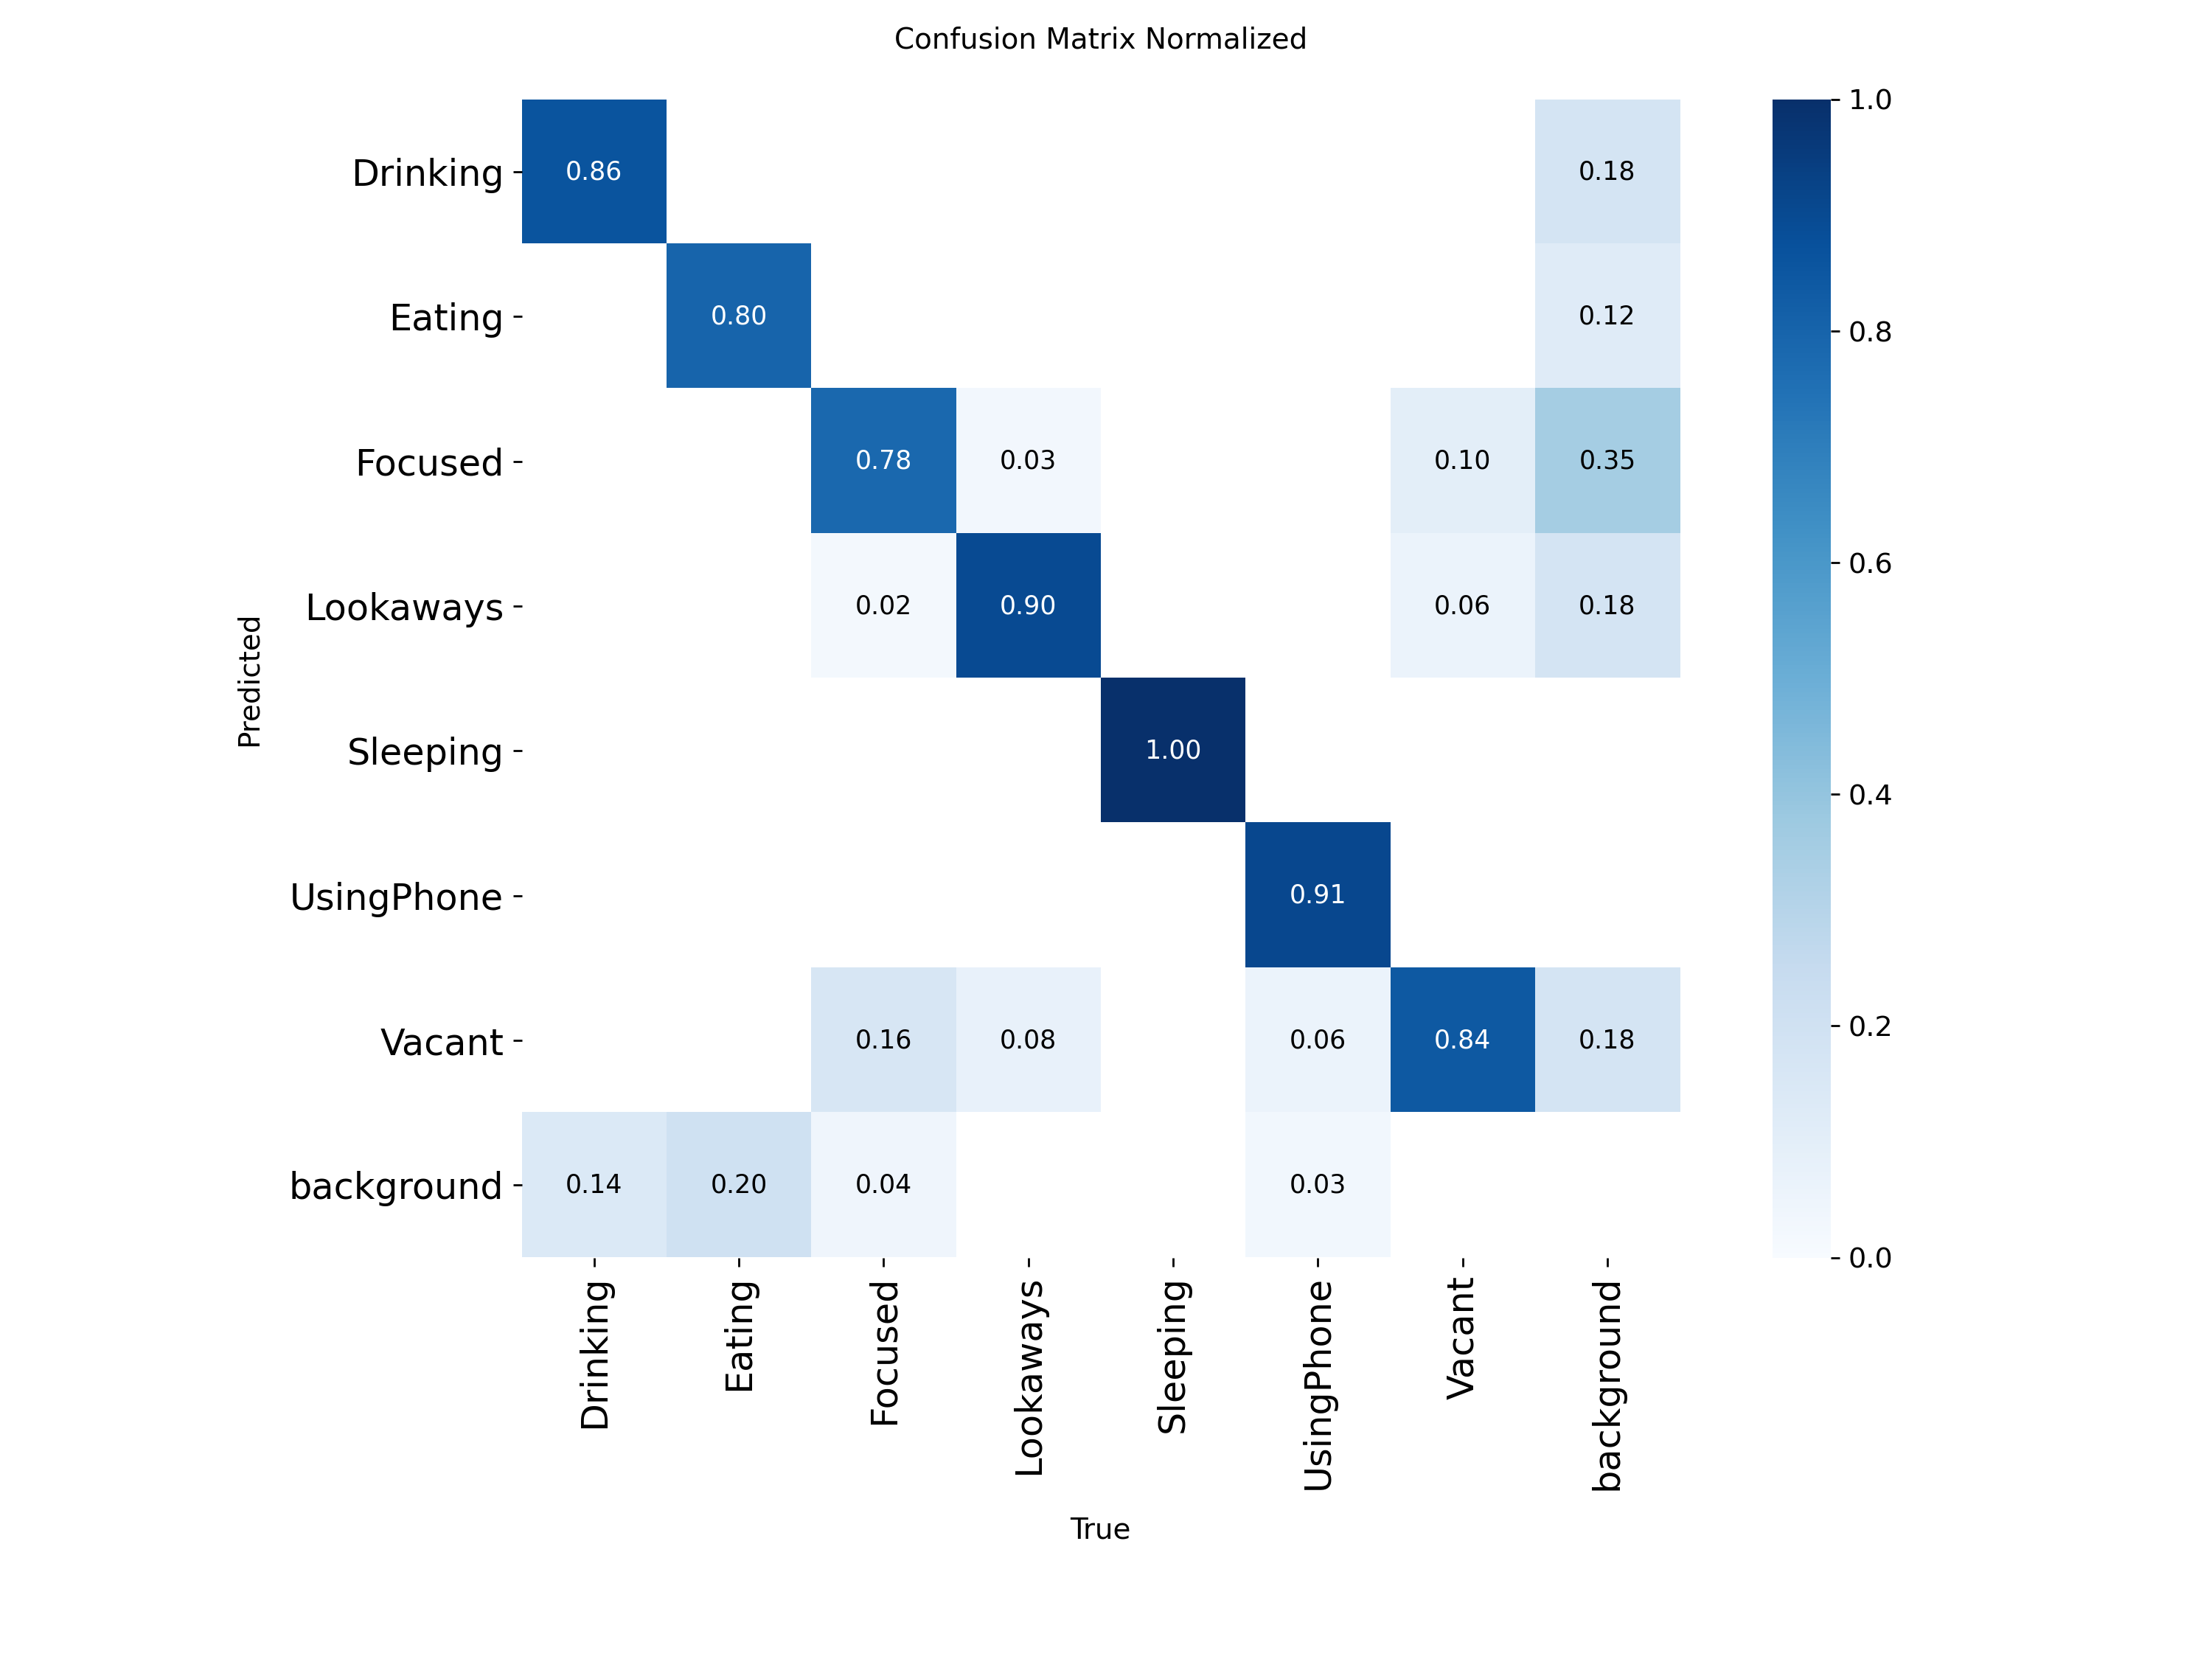 Confusion Matrix Normalized
Drinking 0.86 0.18
Eating 0.80 0.12
Focused 0.78 0.03 0.10 0.35
Lookaways 0.02 0.90 0.06 0.18
Sleeping 1.00
UsingPhone 0.91
Vacant 0.16 0.08 0.06 0.84 0.18
background 0.14 0.20 0.04 0.03
Predicted
Drinking Eating Focused Lookaways Sleeping UsingPhone Vacant background
True
1.0
0.8
0.6
0.4
0.2
0.0